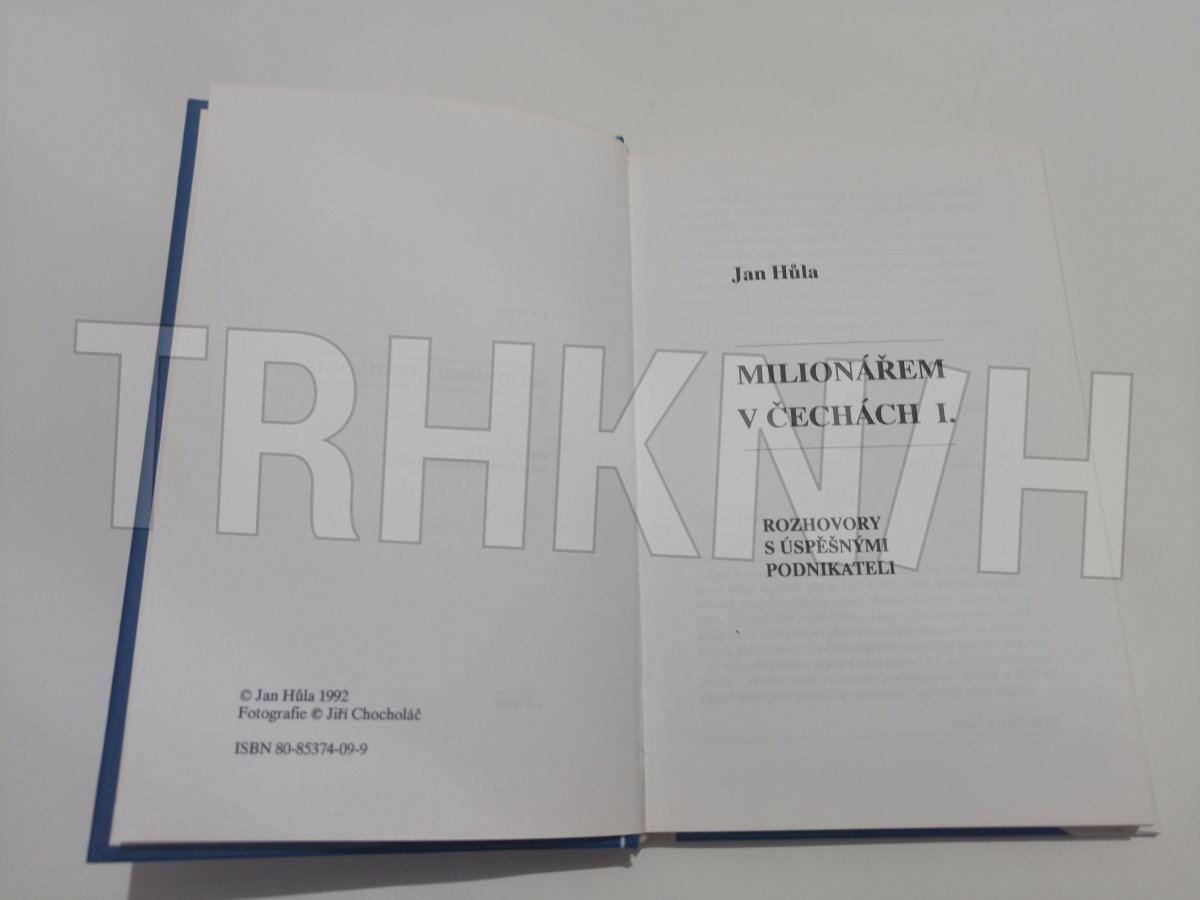 © Jan Hůla 1992
Fotografie © Jiří Chocholáč
ISBN 80-85374-09-9
Jan Hůla
MILIONÁŘEM
V ČECHÁCH I.
ROZHOVORY
S ÚSPĚŠNÝMI
PODNIKATELI
TRHKNIH